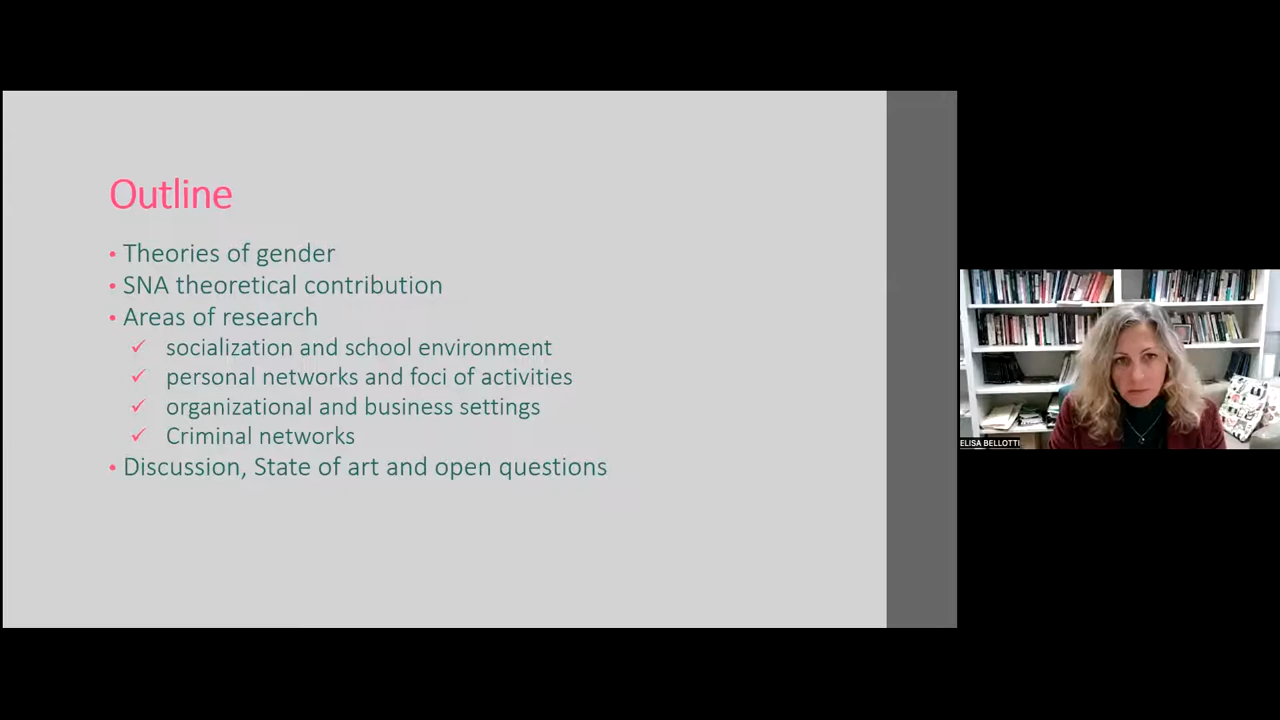 Outline
• Theories of gender
• SNA theoretical contribution
• Areas of research
✓ socialization and school environment
✓ personal networks and foci of activities
✓ organizational and business settings
✓ Criminal networks
• Discussion, State of art and open questions
ELISA BELLOTTI